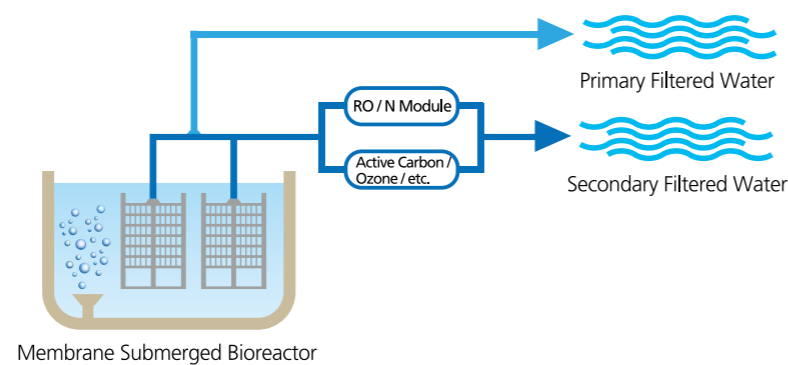 Primary Filtered Water
RO / N Module
Active Carbon /
Ozone / etc.
Secondary Filtered Water
Membrane Submerged Bioreactor